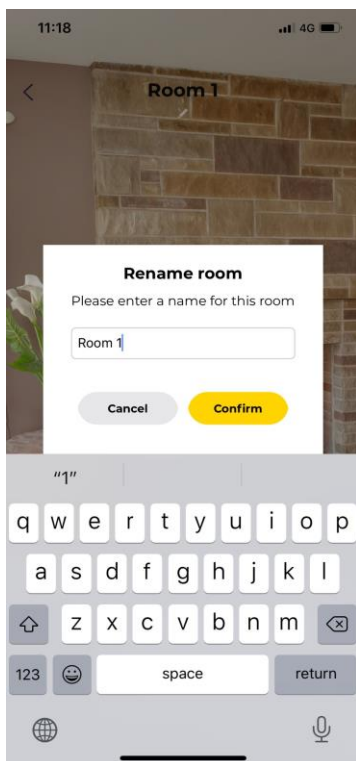 11:18
4G
Room 1
Rename room
Please enter a name for this room
Room 1
Cancel
Confirm
"1"
q w e r t y u i o p
a s d f g h j k l
z x c v b n m
123
space
return